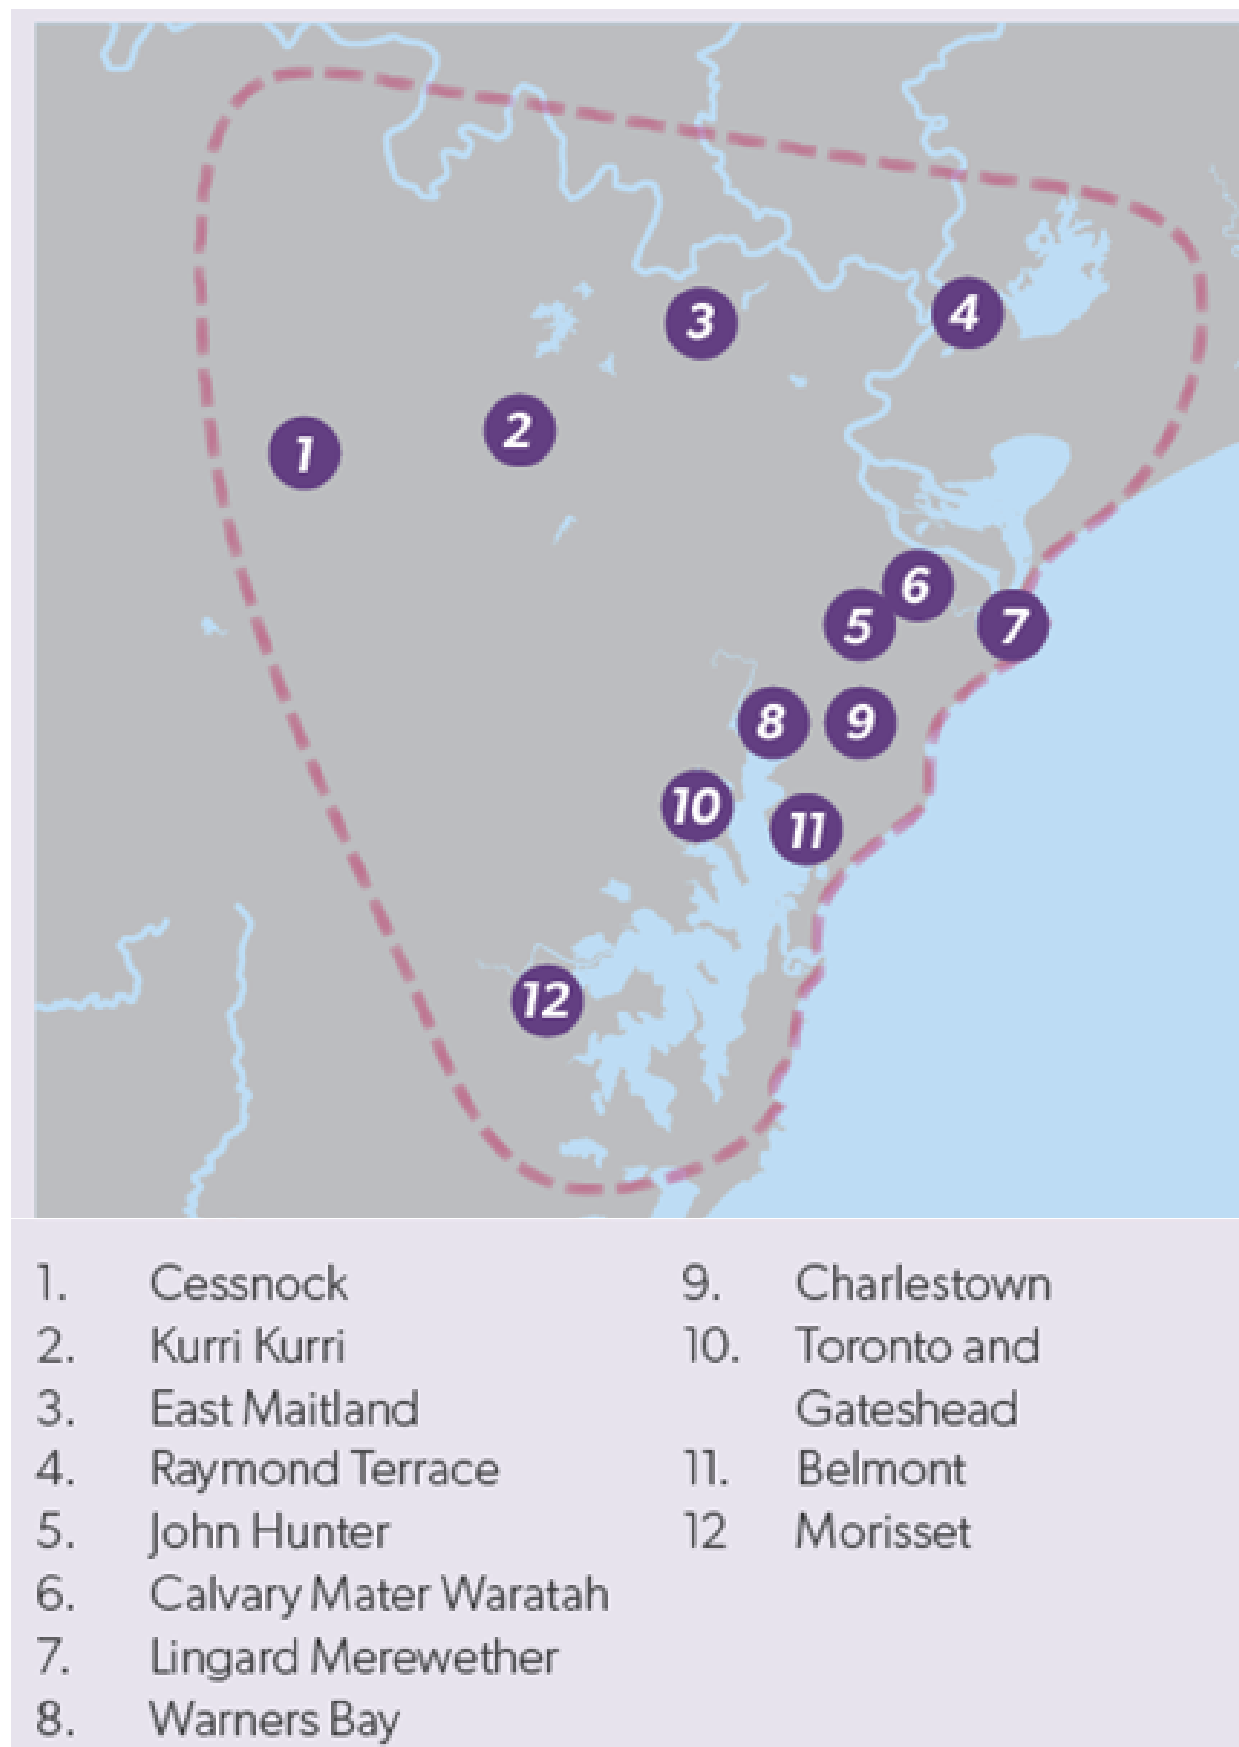 1
2
3
4
5
6
7
8
9
10
11
12
1. Cessnock
2. Kurri Kurri
3. East Maitland
4. Raymond Terrace
5. John Hunter
6. Calvary Mater Waratah
7. Lingard Merewether
8. Warners Bay
9. Charlestown
10. Toronto and
Gateshead
11. Belmont
12 Morisset